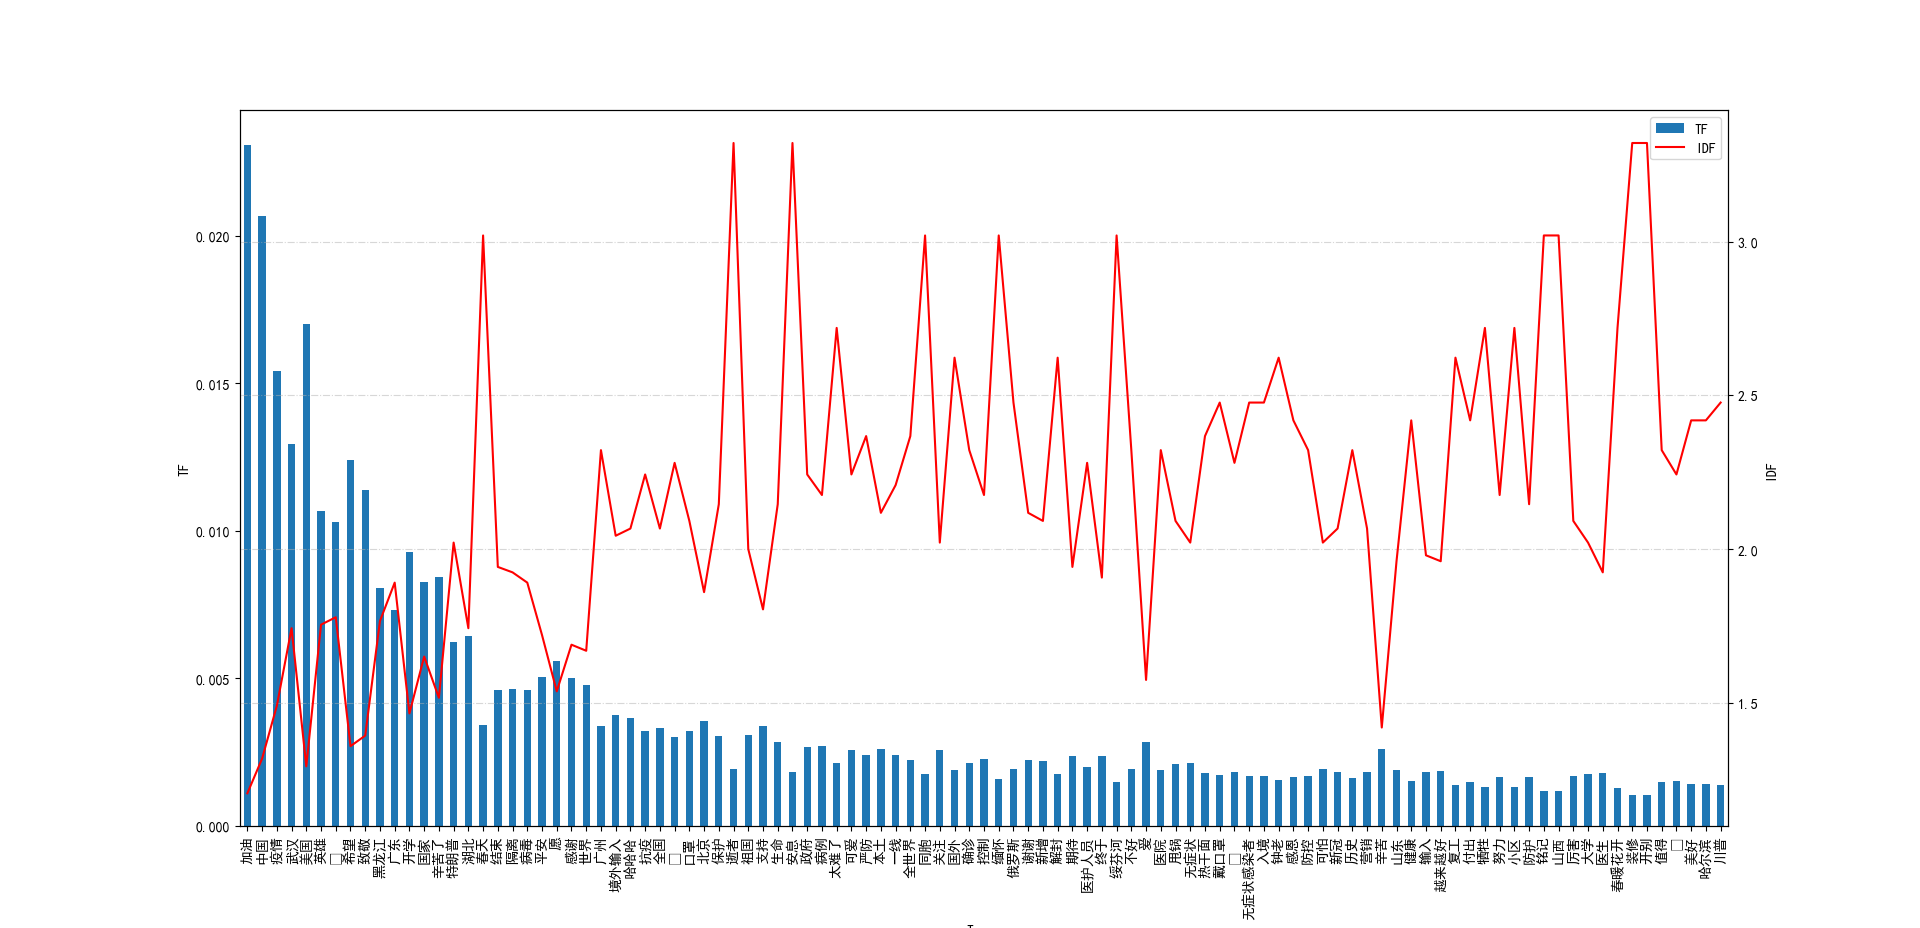 TF
IDF
0.020
0.015
0.010
0.005
0.000
TF
3.0
2.5
2.0
1.5
IDF
加油
中国
疫情
武汉
美国
英雄
□
希望
致敬
黑龙江
广东
开学
国家
辛苦了
特朗普
湖北
春天
结束
隔离
病毒
平安
愿
感谢
世界
广州
境外输入
哈哈哈
抗疫
全国
□
口罩
北京
保护
逝者
祖国
支持
生命
安息
政府
病例
太难了
可爱
严防
本土
一线
全世界
同胞
关注
国外
确诊
控制
缅怀
俄罗斯
谢谢
新增
解封
期待
医护人员
终于
绥芬河
不好
爱
医院
甩锅
无症状
热干面
戴口罩
□
无症状感染者
入境
钟老
感恩
防控
可怕
新冠
历史
营销
辛苦
山东
健康
输入
越来越好
复工
付出
牺牲
努力
小区
防护
铭记
山西
厉害
大学
医生
春暖花开
装修
开别
值得
□
美好
哈尔滨
川普